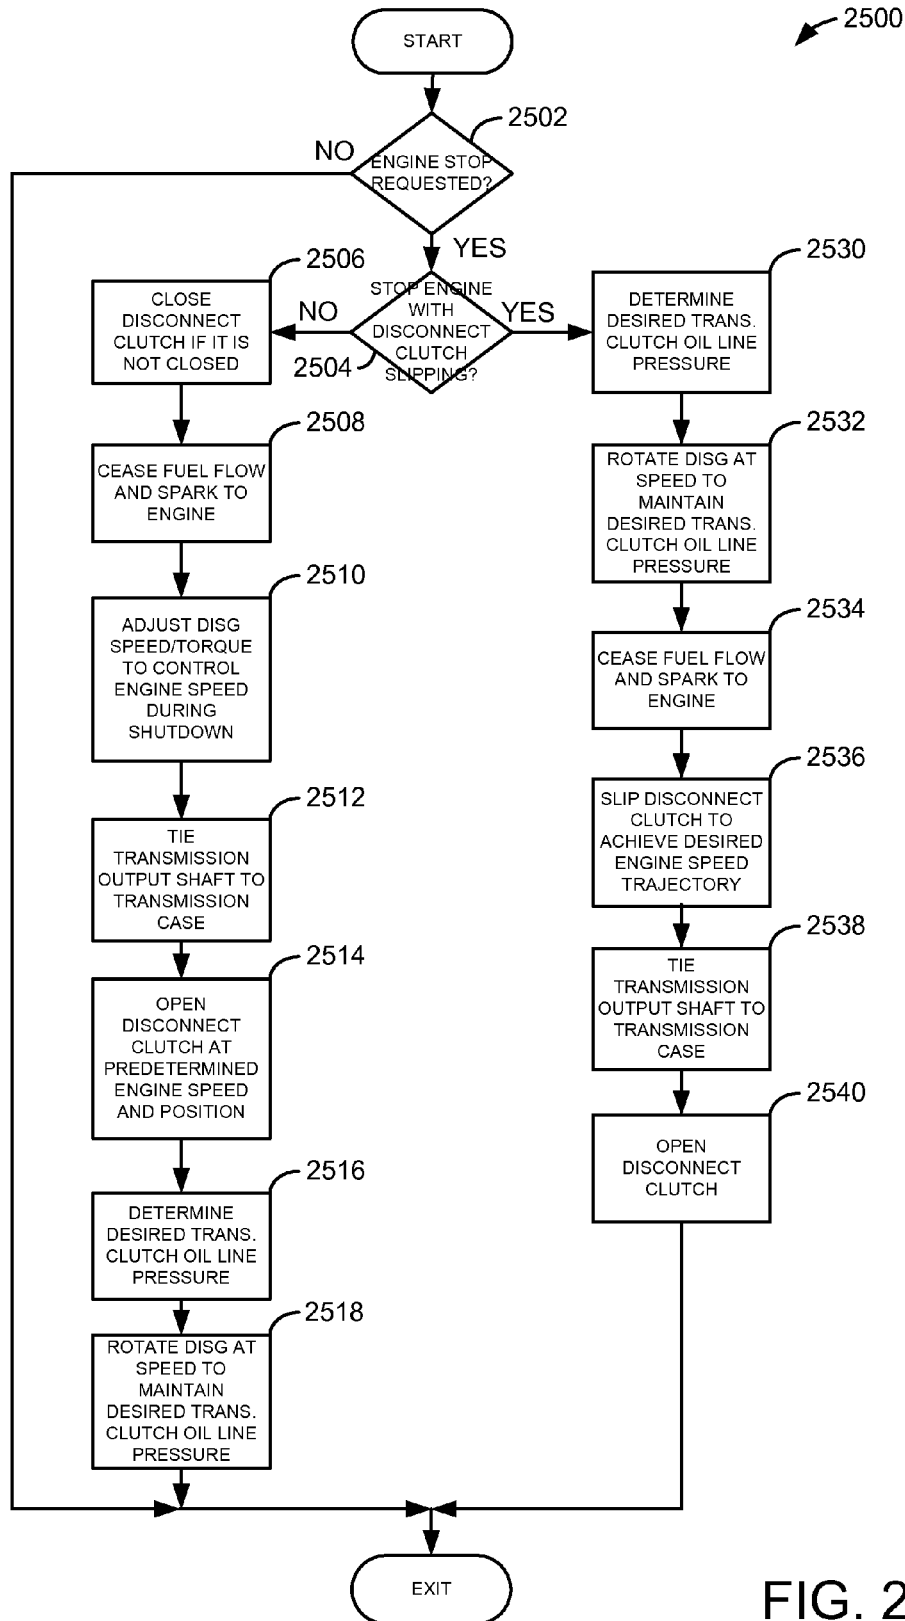 2500
START
2502
ENGINE STOP
REQUESTED?
NO
YES
2506
CLOSE
DISCONNECT
CLUTCH IF IT IS
NOT CLOSED
NO
2504
STOP ENGINE
WITH
DISCONNECT
CLUTCH
SLIPPING?
YES
2530
DETERMINE
DESIRED TRANS.
CLUTCH OIL LINE
PRESSURE
2508
CEASE FUEL FLOW
AND SPARK TO
ENGINE
2532
ROTATE DISG AT
SPEED TO
MAINTAIN
DESIRED TRANS.
CLUTCH OIL LINE
PRESSURE
2510
ADJUST DISG
SPEED/TORQUE
TO CONTROL
ENGINE SPEED
DURING
SHUTDOWN
2534
CEASE FUEL FLOW
AND SPARK TO
ENGINE
2512
TIE
TRANSMISSION
OUTPUT SHAFT TO
TRANSMISSION
CASE
2536
SLIP DISCONNECT
CLUTCH TO
ACHIEVE DESIRED
ENGINE SPEED
TRAJECTORY
2514
OPEN
DISCONNECT
CLUTCH AT
PREDETERMINED
ENGINE SPEED
AND POSITION
2538
TIE
TRANSMISSION
OUTPUT SHAFT TO
TRANSMISSION
CASE
2516
DETERMINE
DESIRED TRANS.
CLUTCH OIL LINE
PRESSURE
2540
OPEN
DISCONNECT
CLUTCH
2518
ROTATE DISG AT
SPEED TO
MAINTAIN
DESIRED TRANS.
CLUTCH OIL LINE
PRESSURE
EXIT
FIG. 2